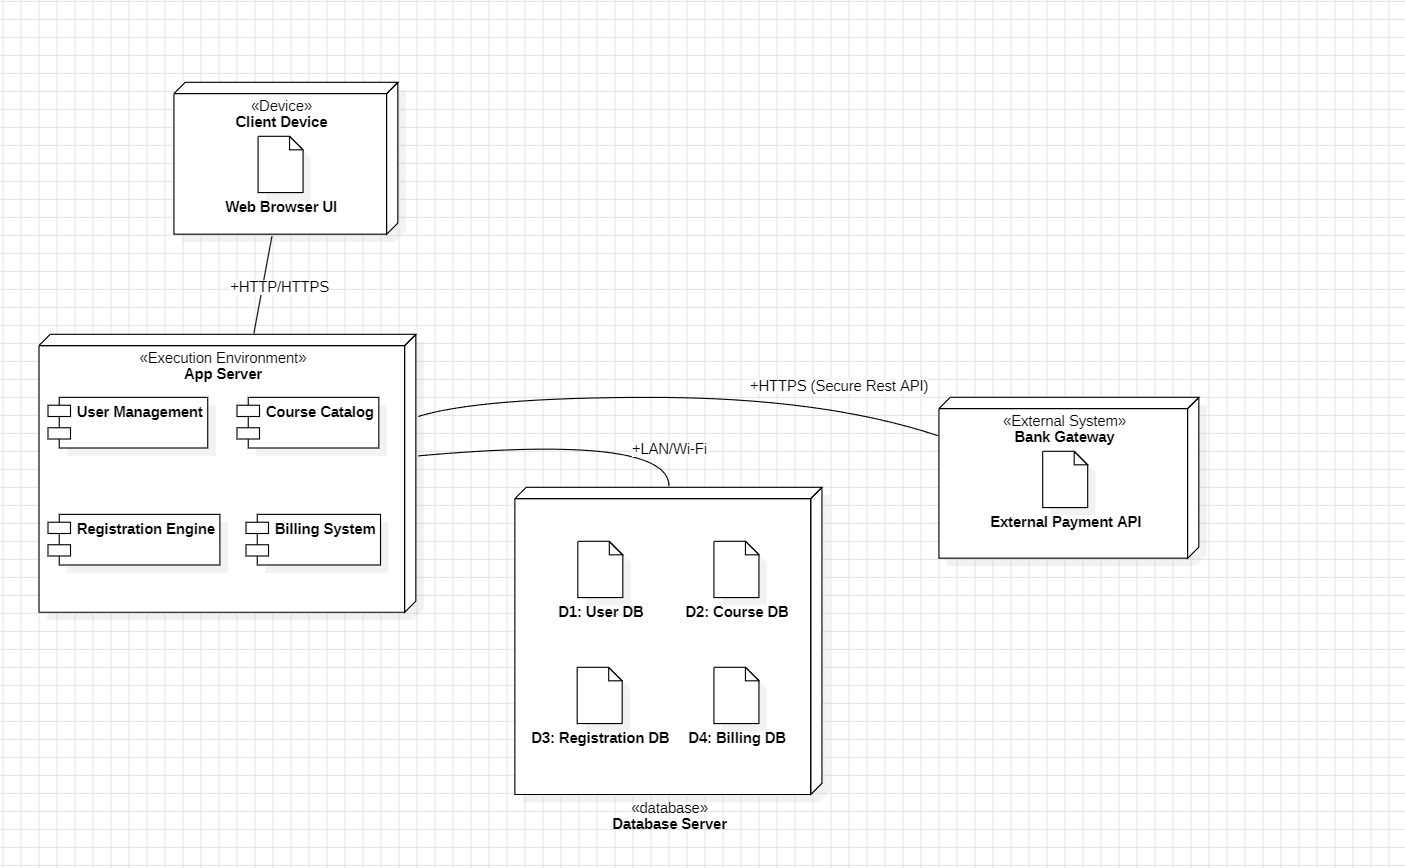 «Device»
Client Device
Web Browser UI
+HTTP/HTTPS
«Execution Environment»
App Server
User Management
Course Catalog
Registration Engine
Billing System
+HTTPS (Secure Rest API)
+LAN/Wi-Fi
«External System»
Bank Gateway
External Payment API
D1: User DB
D2: Course DB
D3: Registration DB
D4: Billing DB
«database»
Database Server